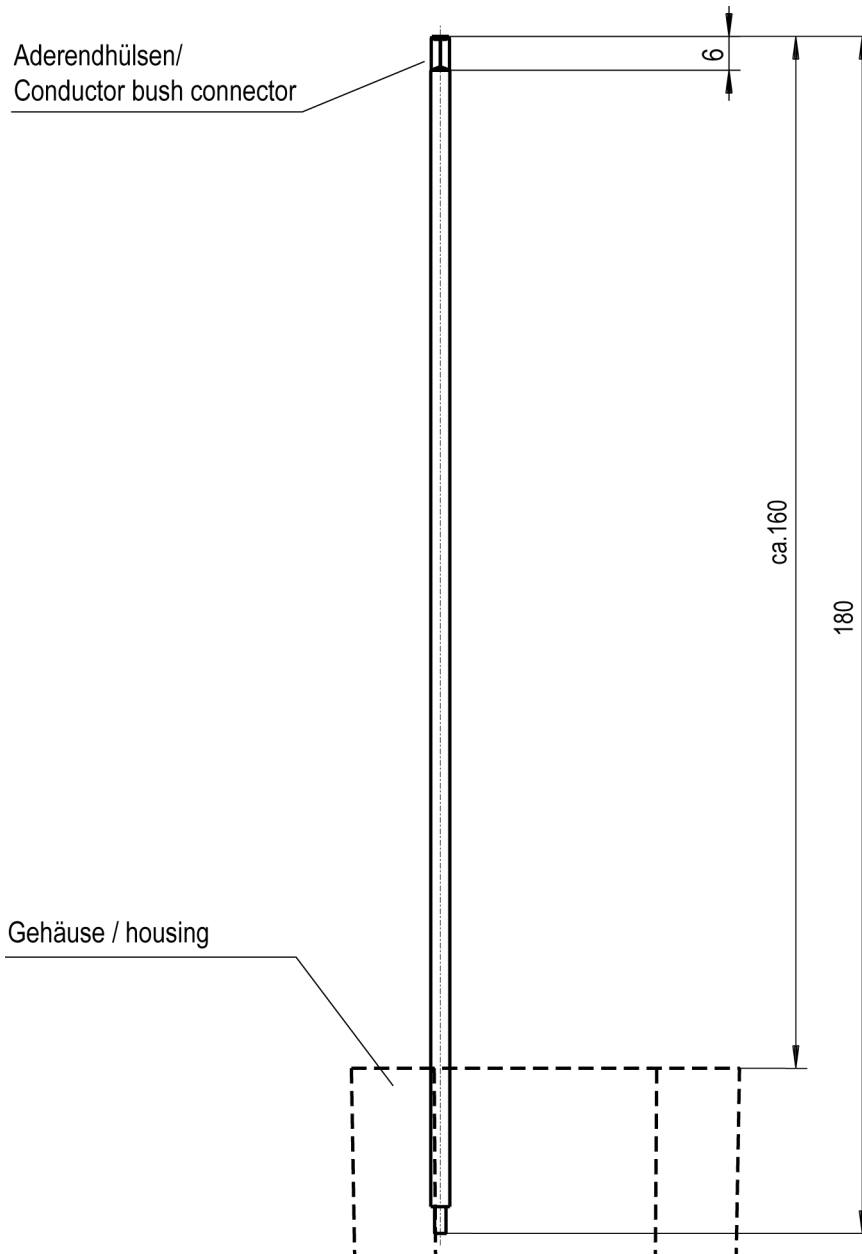 Aderendhülsen/
Conductor bush connector
6
ca.160
180
Gehäuse / housing